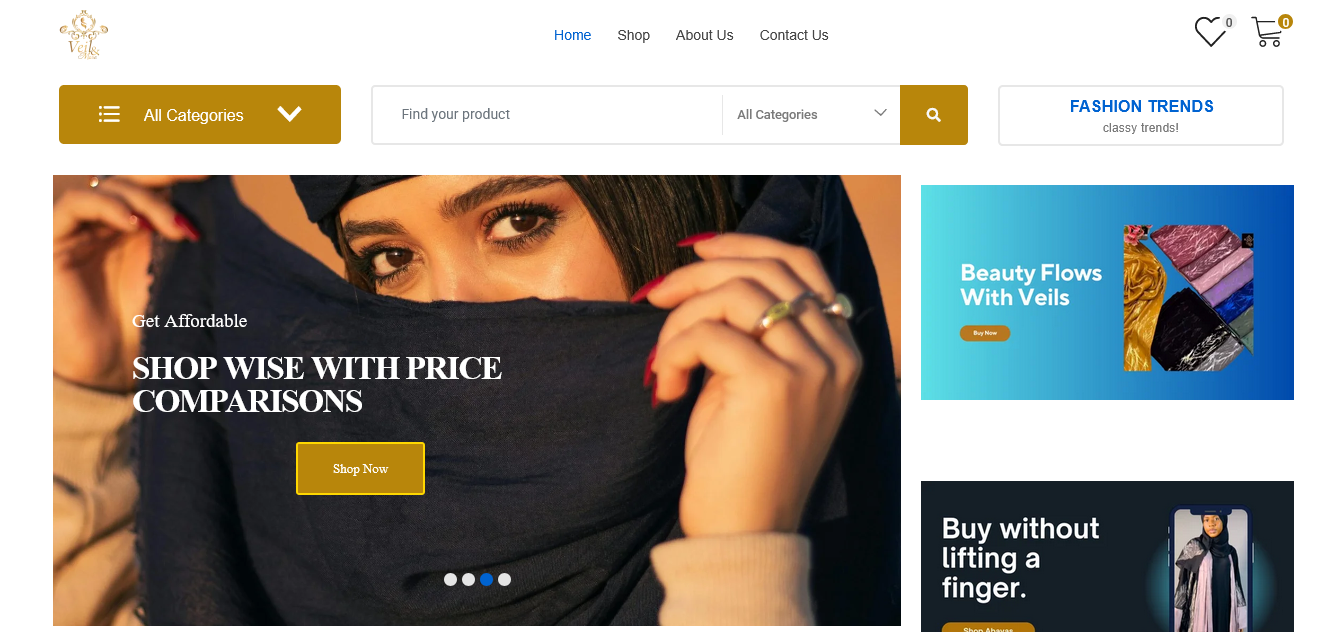 Veils
Home
Shop
About Us
Contact Us
0
0
All Categories
Find your product
All Categories
FASHION TRENDS
classy trends!
Get Affordable
SHOP WISE WITH PRICE
COMPARISONS
Shop Now
Beauty Flows
With Veils
Buy Now
Buy without
lifting a
finger.
Shop Abayas